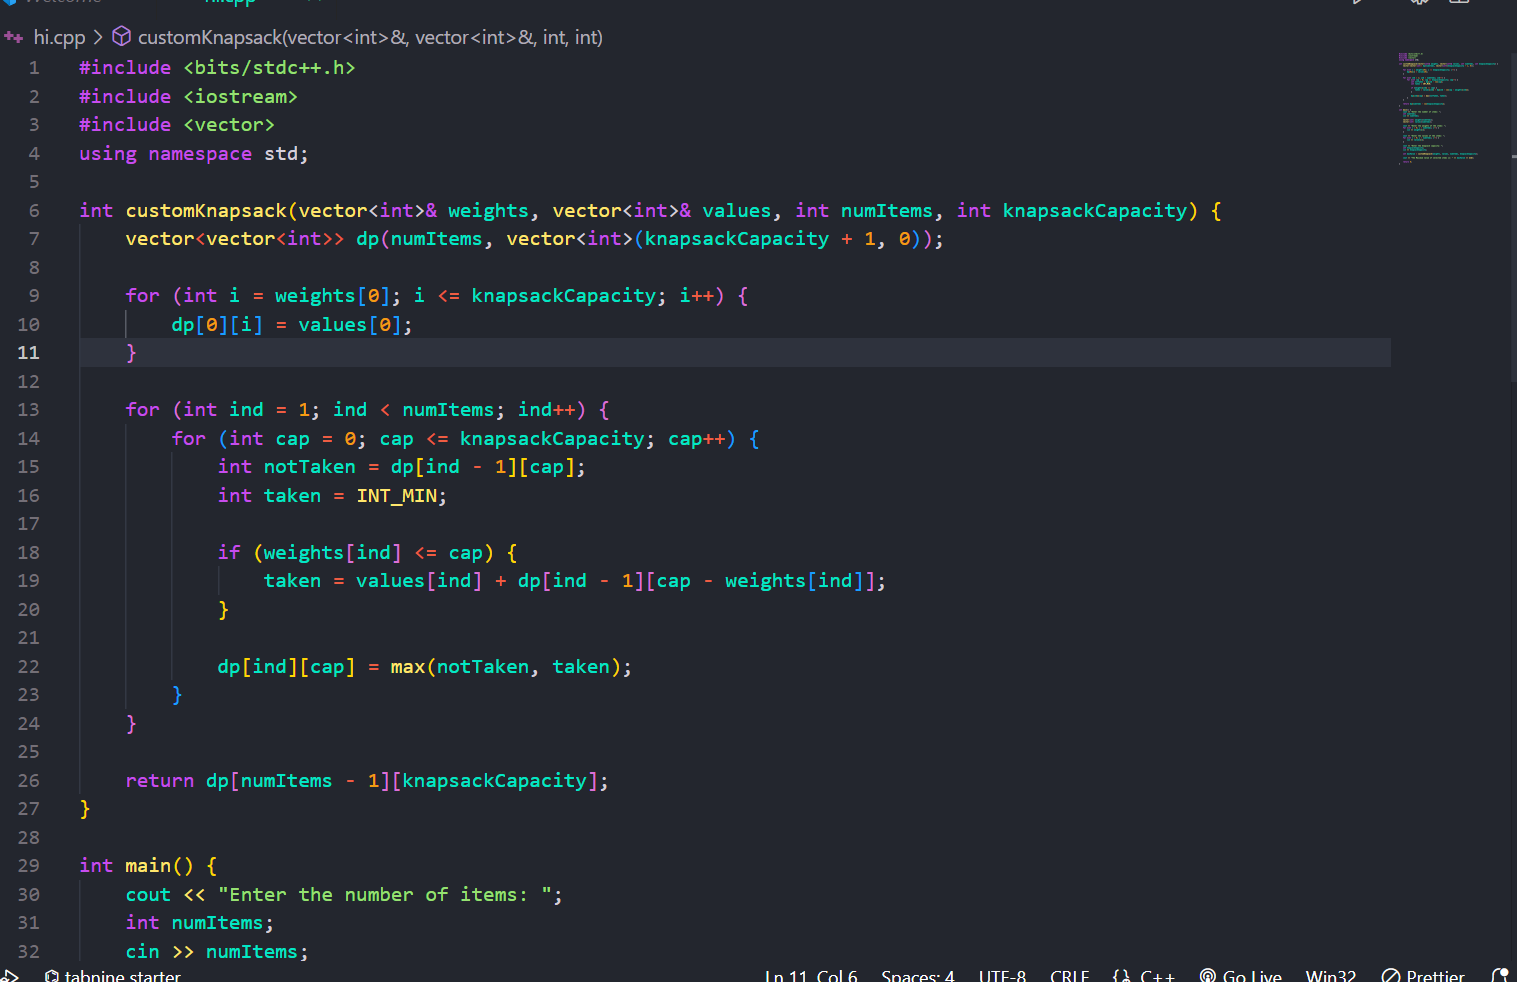 hi.cpp
hi.cpp > customKnapsack(vector<int>&, vector<int>&, int, int)
1 #include <bits/stdc++.h>
2 #include <iostream>
3 #include <vector>
4 using namespace std;
5
6 int customKnapsack(vector<int>& weights, vector<int>& values, int numItems, int knapsackCapacity) {
7     vector<vector<int>> dp(numItems, vector<int>(knapsackCapacity + 1, 0));
8
9     for (int i = weights[0]; i <= knapsackCapacity; i++) {
10         dp[0][i] = values[0];
11     }
12
13     for (int ind = 1; ind < numItems; ind++) {
14         for (int cap = 0; cap <= knapsackCapacity; cap++) {
15             int notTaken = dp[ind - 1][cap];
16             int taken = INT_MIN;
17
18             if (weights[ind] <= cap) {
19                 taken = values[ind] + dp[ind - 1][cap - weights[ind]];
20             }
21
22             dp[ind][cap] = max(notTaken, taken);
23         }
24     }
25
26     return dp[numItems - 1][knapsackCapacity];
27 }
28
29 int main() {
30     cout << "Enter the number of items: ";
31     int numItems;
32     cin >> numItems;
tabnine starter Ln 11, Col 6 Spaces: 4 UTF-8 CRLF {} C++ Go Live Win32 Prettier